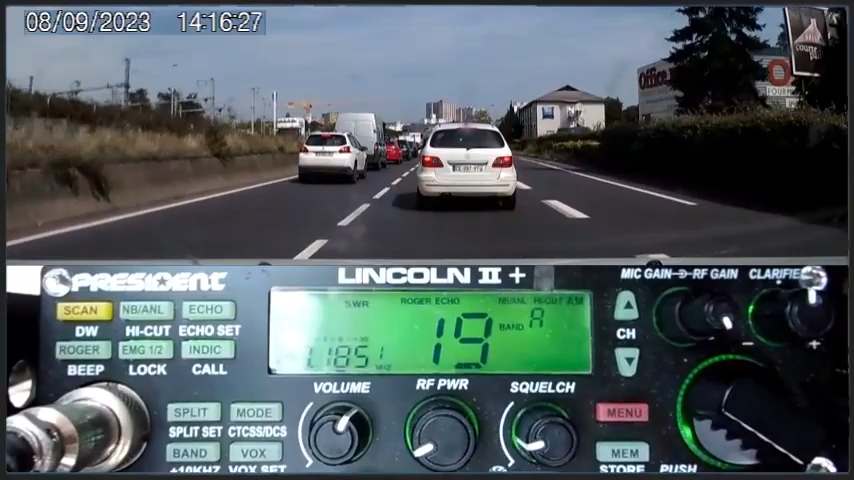 08/09/2023 14:16:27
Office
PRESIDENT
LINCOLN II +
MIC GAIN RF GAIN CLARIFIER
SCAN NB/ANL ECHO
DW HI-CUT ECHO SET
ROGER EMG 1/2 INDIC
BEEP LOCK CALL
SWR ROGER ECHO NB/ANL HI-CUT AM
19 BAND A
CH
- +
VOLUME RF PWR SQUELCH
SPLIT MODE
SPLIT SET CTCSS/DCS
BAND VOX
+10KHZ VOX SET
MENU
MEM
STORE PUSH